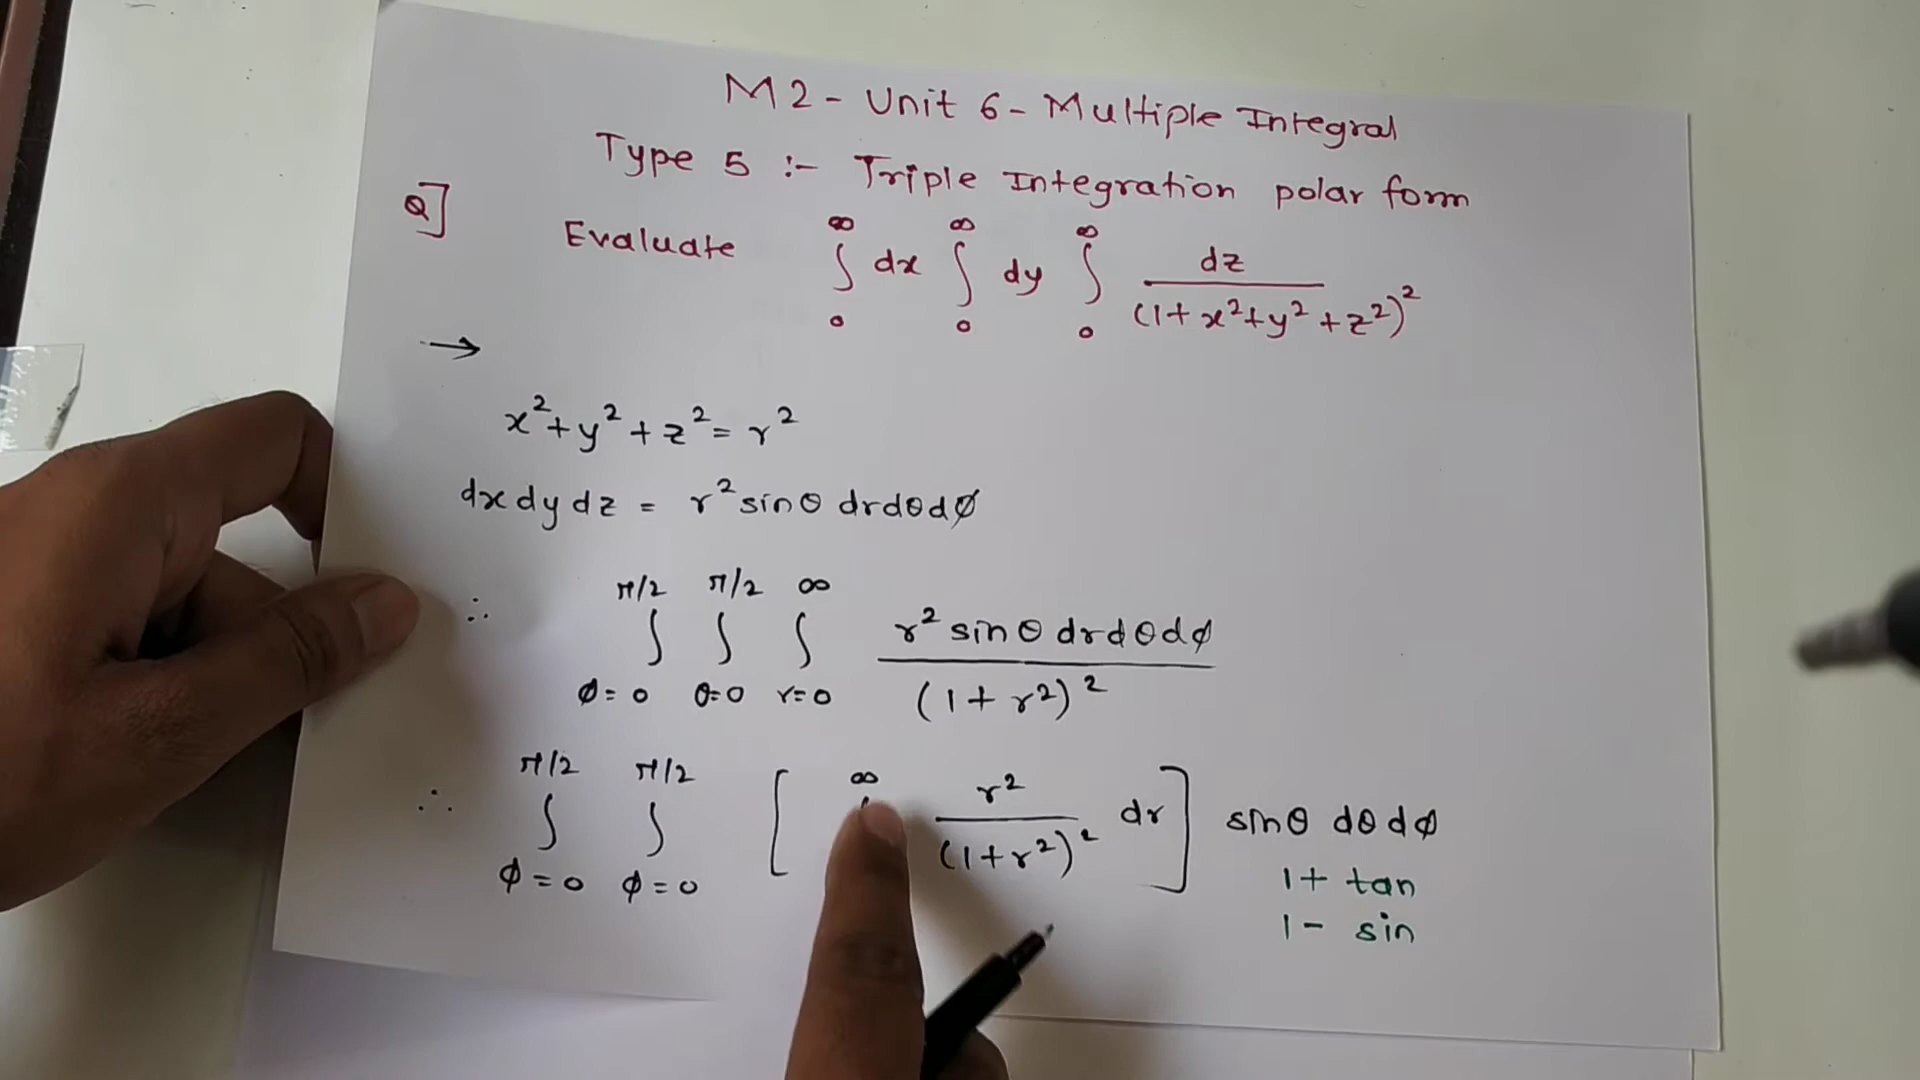 M2 - Unit 6 - Multiple Integral
Type 5 :- Triple Integration polar form
Q]
Evaluate ∫₀^∞ dx ∫₀^∞ dy ∫₀^∞ dz / (1+x²+y²+z²)²
→
x²+y²+z² = r²
dx dy dz = r² sinθ dr dθ dφ
∴ ∫_{φ=0}^{π/2} ∫_{θ=0}^{π/2} ∫_{r=0}^{∞} r² sinθ dr dθ dφ / (1+r²)²
∴ ∫_{φ=0}^{π/2} ∫_{φ=0}^{π/2} [ ∞ r² / (1+r²)² dr ] sinθ dθ dφ
1+ tan
1- sin